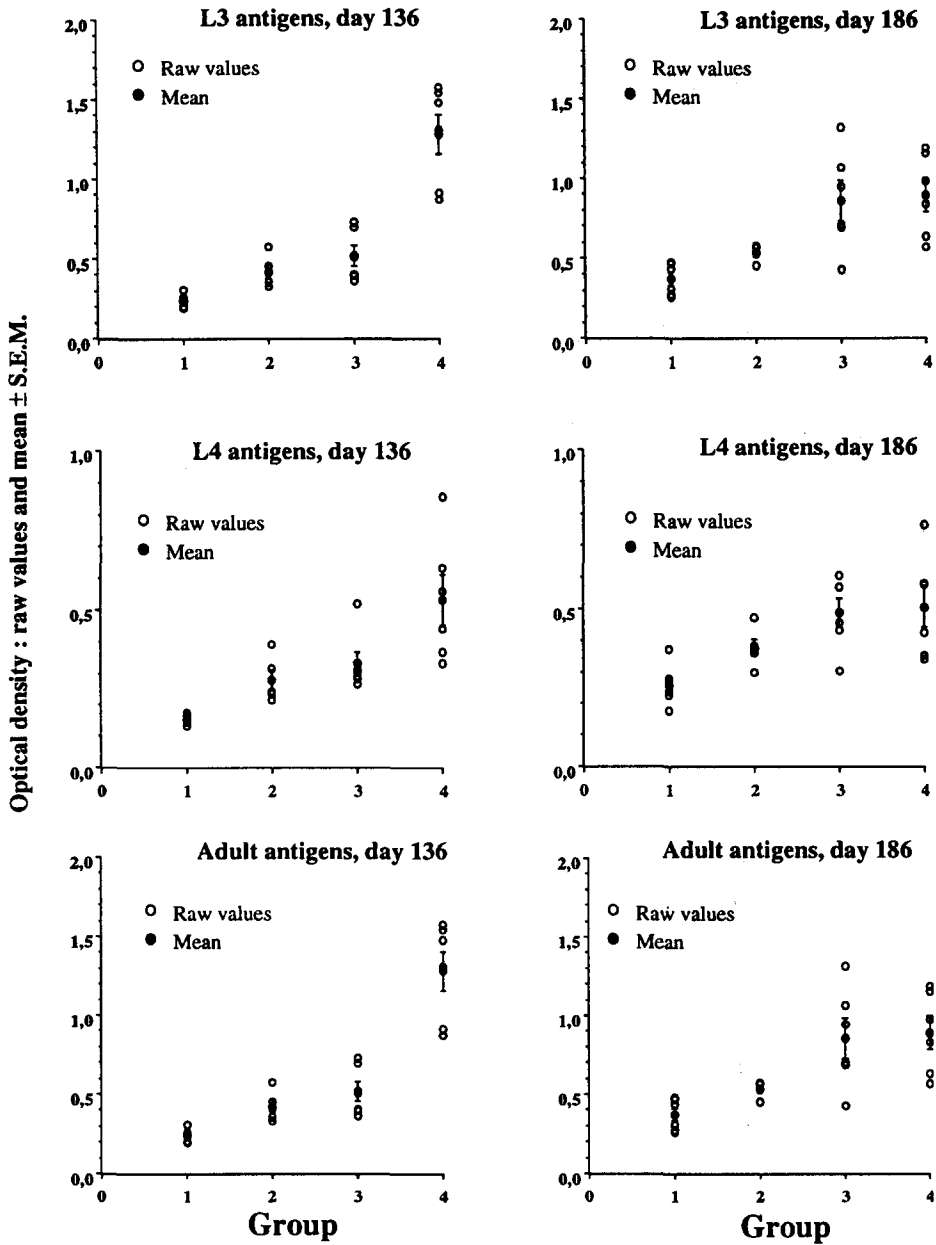 Optical density : raw values and mean ± S.E.M.
L3 antigens, day 136
2,0
1,5
1,0
0,5
0,0
Raw values
Mean
0 1 2 3 4
L3 antigens, day 186
2,0
1,5
1,0
0,5
0,0
Raw values
Mean
0 1 2 3 4
L4 antigens, day 136
1,0
0,5
0,0
Raw values
Mean
0 1 2 3 4
L4 antigens, day 186
1,0
0,5
0,0
Raw values
Mean
0 1 2 3 4
Adult antigens, day 136
2,0
1,5
1,0
0,5
0,0
Raw values
Mean
0 1 2 3 4
Group
Adult antigens, day 186
2,0
1,5
1,0
0,5
0,0
Raw values
Mean
0 1 2 3 4
Group